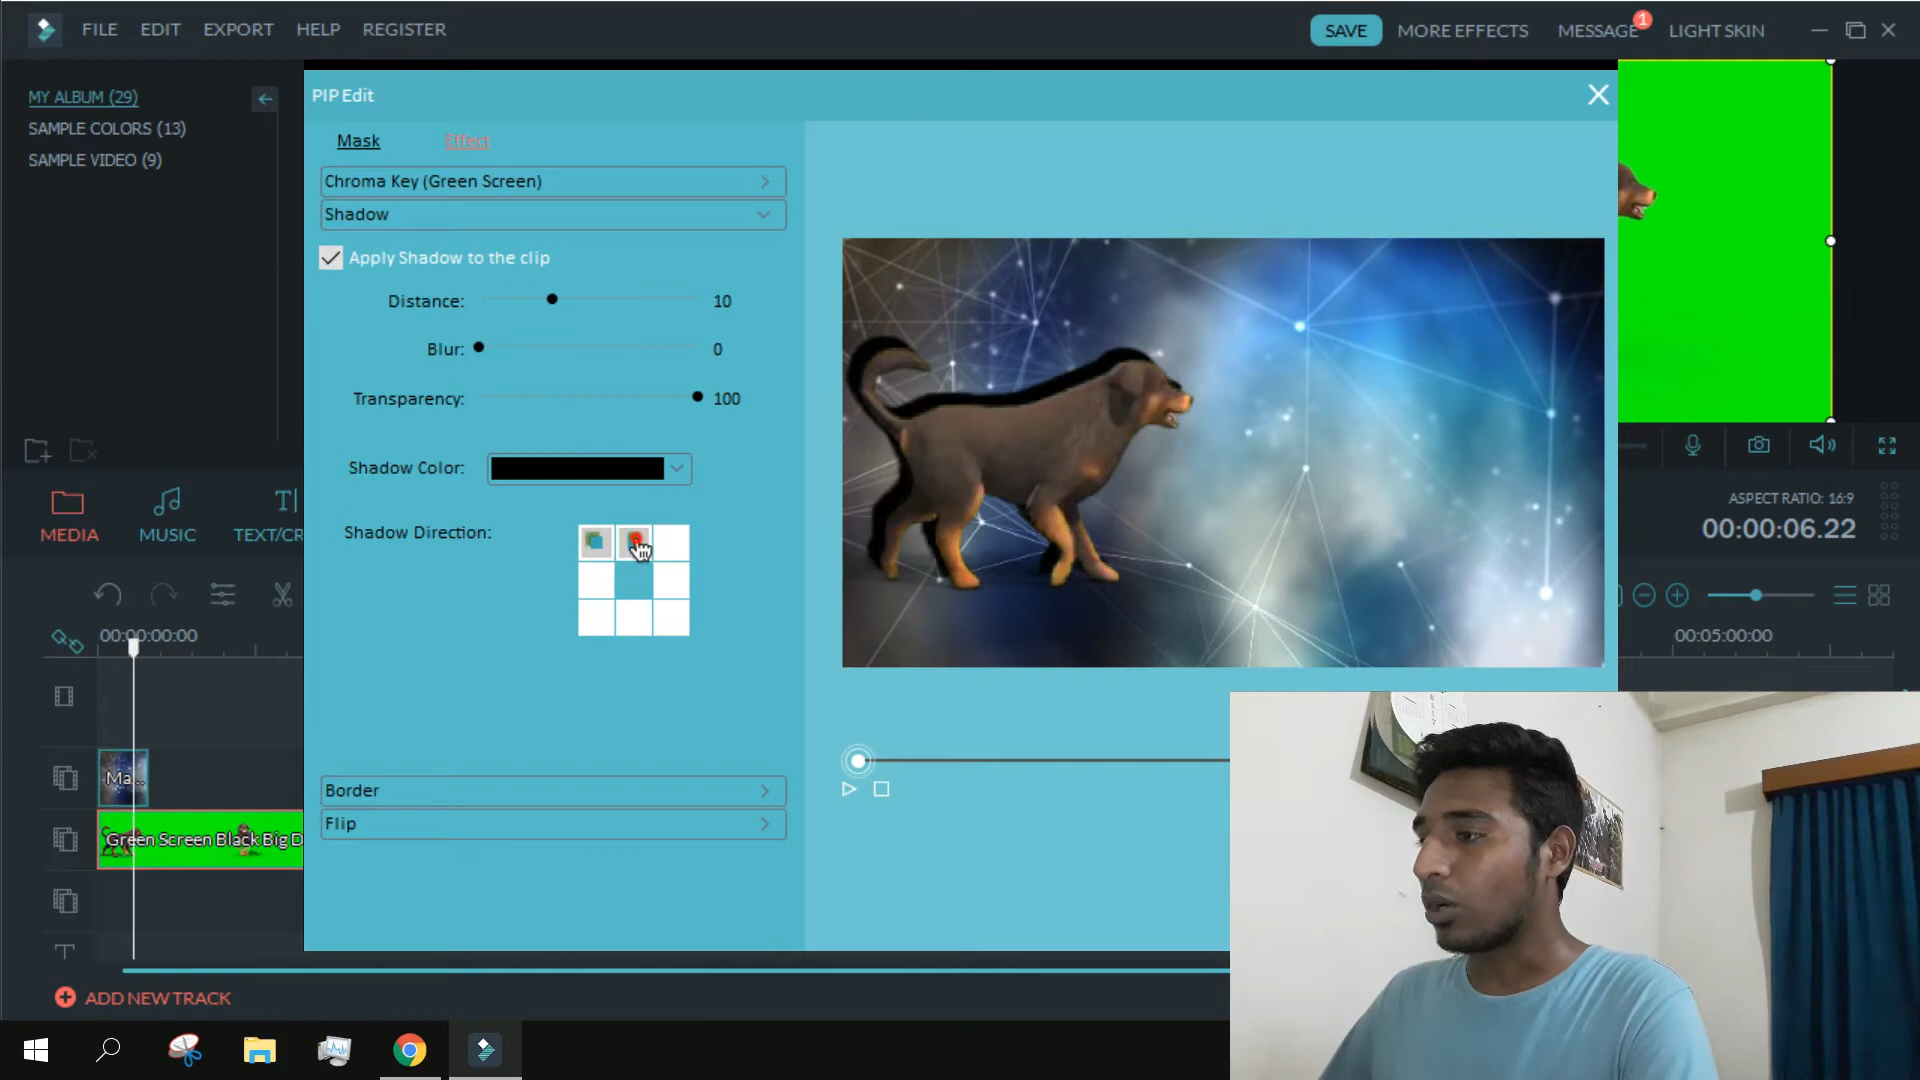 FILE EDIT EXPORT HELP REGISTER SAVE MORE EFFECTS MESSAGE 1 LIGHT SKIN
MY ALBUM (29)
SAMPLE COLORS (13)
SAMPLE VIDEO (9)
PIP Edit
Mask Effect
Chroma Key (Green Screen)
Shadow
Apply Shadow to the clip
Distance: 10
Blur: 0
Transparency: 100
Shadow Color:
Shadow Direction:
Border
Flip
ASPECT RATIO: 16:9
00:00:06.22
MEDIA MUSIC TEXT/CR
00:00:00:00
00:05:00:00
Ma...
Green Screen Black Big D
ADD NEW TRACK